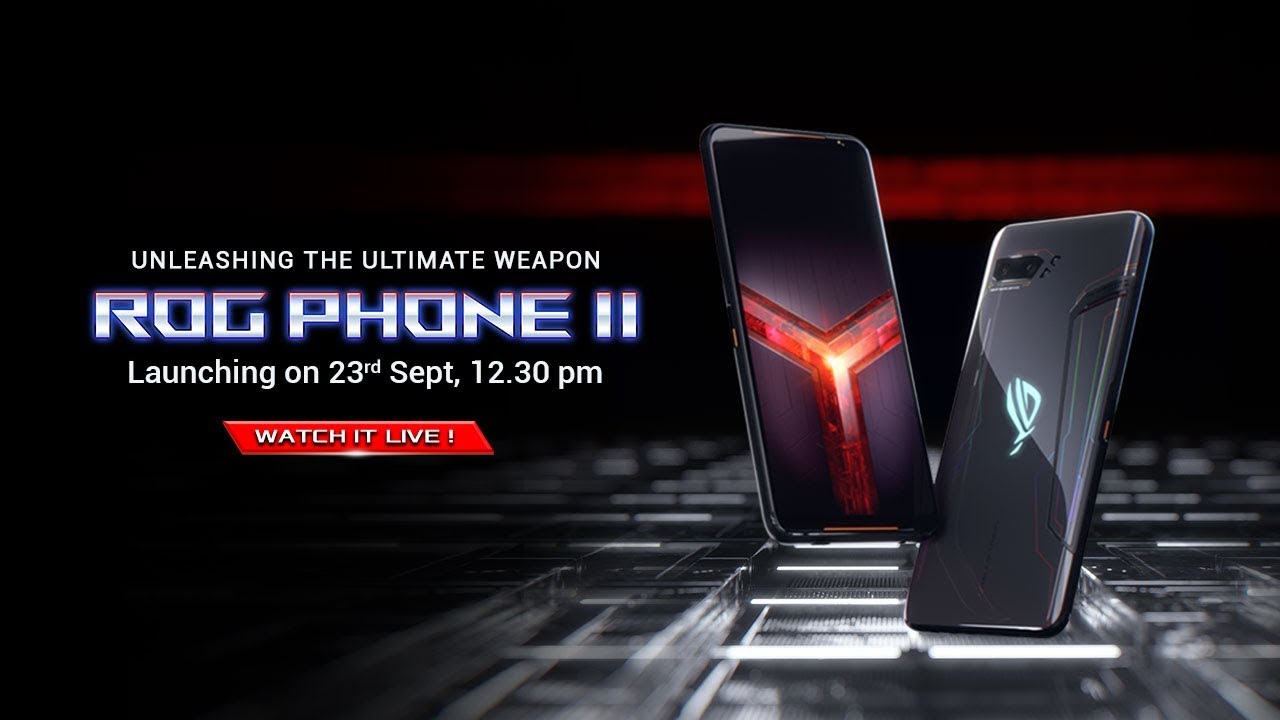 UNLEASHING THE ULTIMATE WEAPON
ROG PHONE II
Launching on 23rd Sept, 12.30 pm
WATCH IT LIVE !